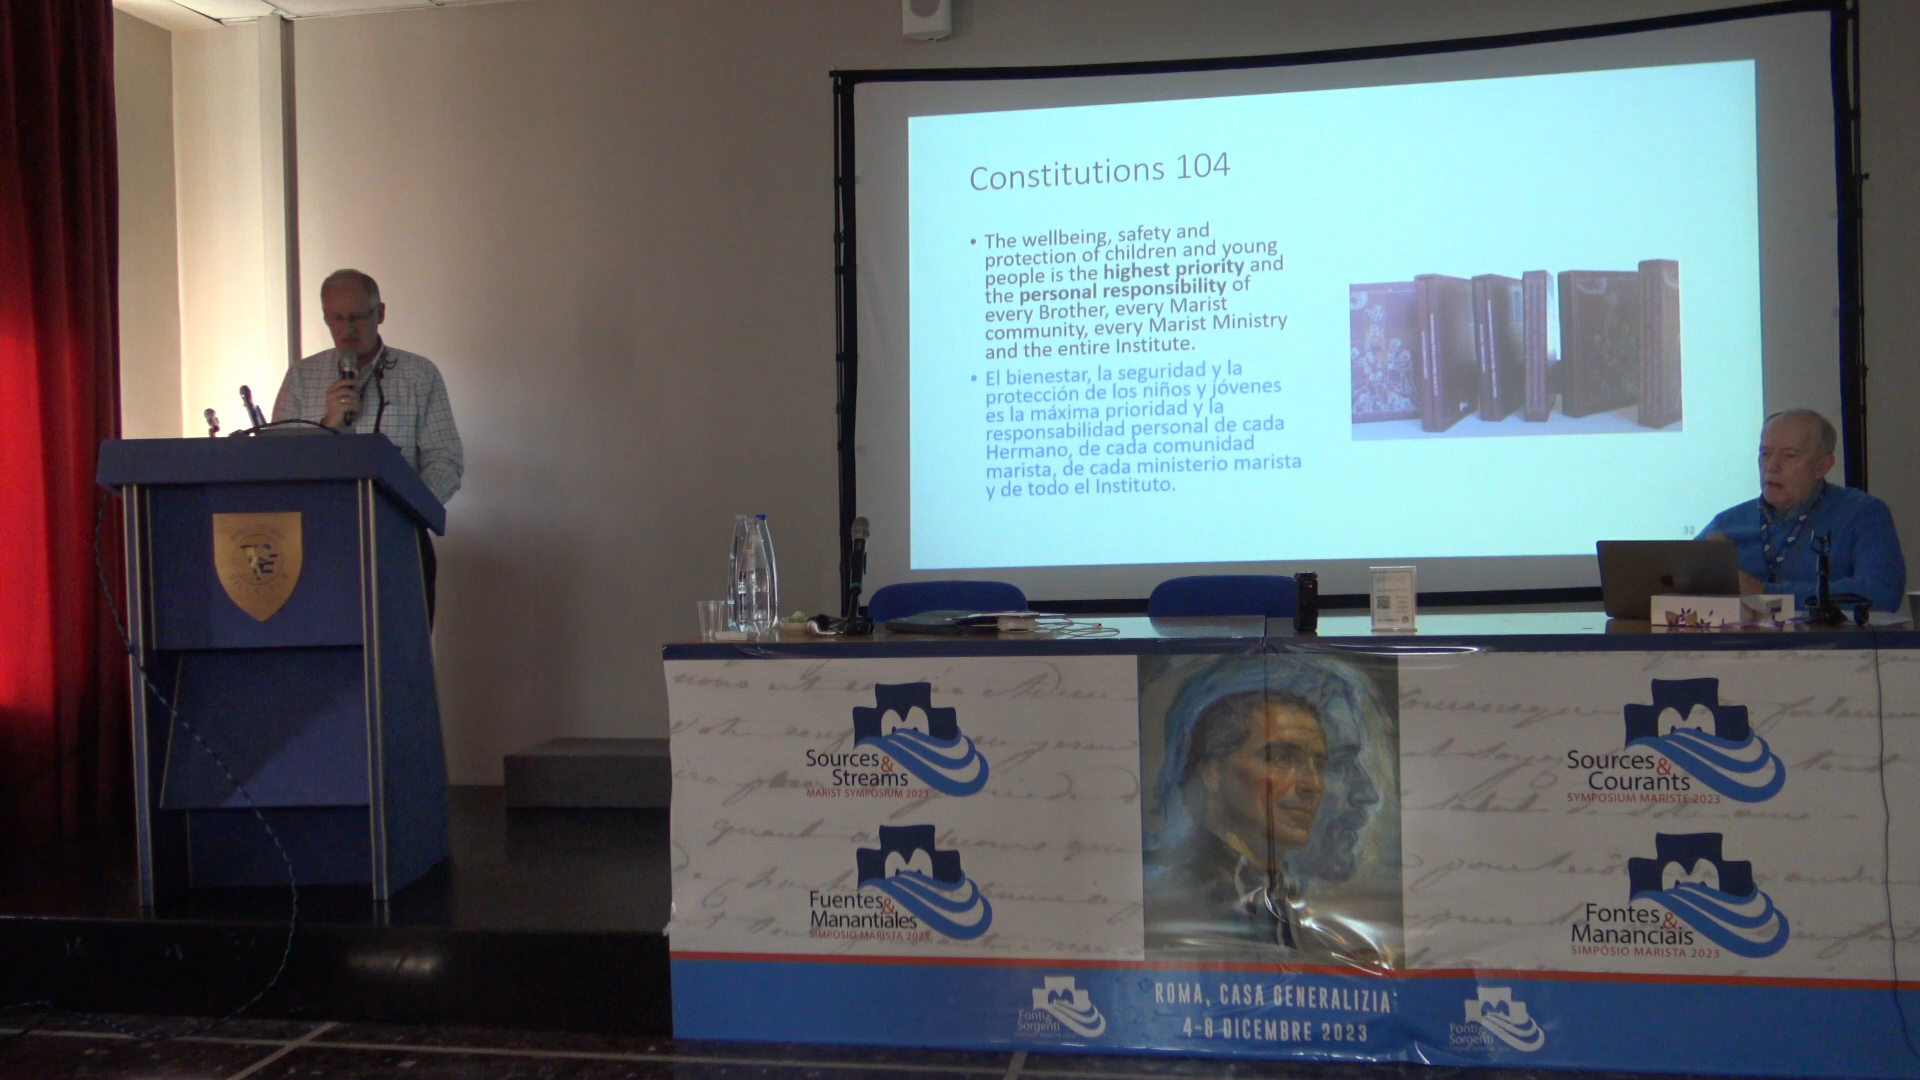 Constitutions 104
• The wellbeing, safety and
protection of children and young
people is the highest priority and
the personal responsibility of
every Brother, every Marist
community, every Marist Ministry
and the entire Institute.
• El bienestar, la seguridad y la
protección de los niños y jóvenes
es la máxima prioridad y la
responsabilidad personal de cada
Hermano, de cada comunidad
marista, de cada ministerio marista
y de todo el Instituto.
32
Sources &
Streams
MARIST SYMPOSIUM 2023
Sources &
Courants
SYMPOSIUM MARISTE 2023
Fuentes &
Manantiales
SIMPOSIO MARISTA 2023
Fontes &
Mananciais
SIMPÓSIO MARISTA 2023
Fonti &
Sorgenti
ROMA, CASA GENERALIZIA
4-8 DICEMBRE 2023
Fonti &
Sorgenti